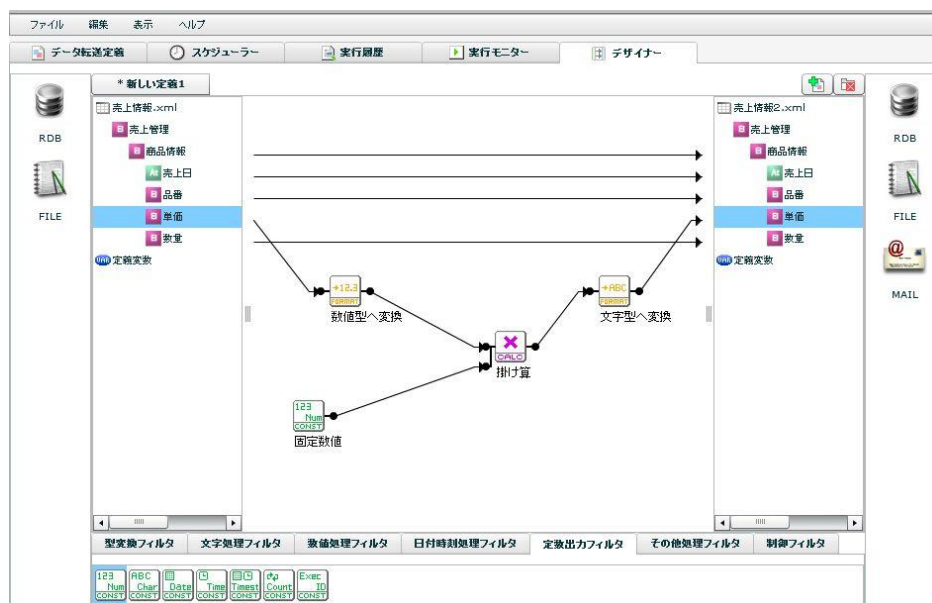 ファイル 編集 表示 ヘルプ
データ転送定義 スケジューラー 実行履歴 実行モニター デザイナー
* 新しい定義1
RDB
FILE
売上情報.xml
売上管理
商品情報
At 売上日
B 品番
B 単価
B 数量
VAR 定義変数
→12.3
FORMAT
数値型へ変換
→ABC
FORMAT
文字型へ変換
CALC
掛け算
123
Num
CONST
固定数値
売上情報2.xml
B 売上管理
B 商品情報
At 売上日
B 品番
B 単価
B 数量
VAR 定義変数
RDB
FILE
MAIL
型変換フィルタ 文字処理フィルタ 数値処理フィルタ 日付時刻処理フィルタ 定数出力フィルタ その他処理フィルタ 制御フィルタ
123 ABC Exec
Num Char Date Time Timest Count ID
CONST CONST CONST CONST CONST CONST CONST